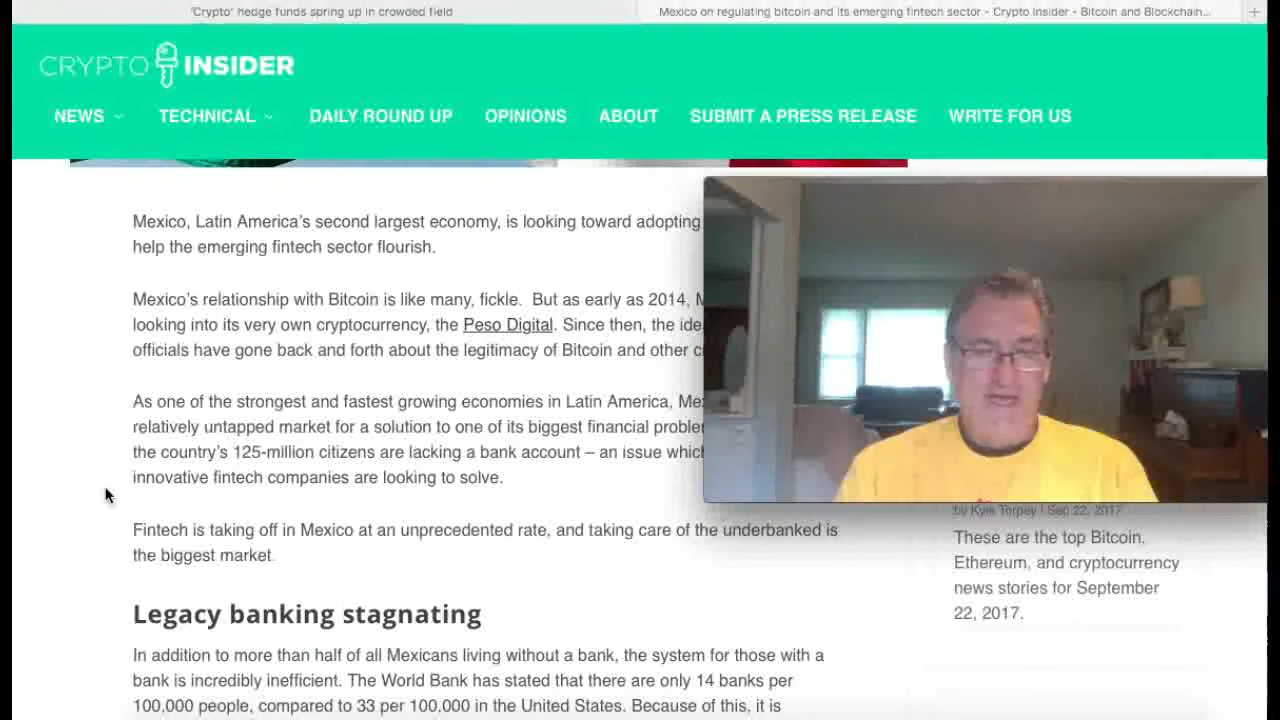 'Crypto' hedge funds spring up in crowded field
Mexico on regulating bitcoin and its emerging fintech sector - Crypto Insider - Bitcoin and Blockchain...
CRYPTO INSIDER
NEWS TECHNICAL DAILY ROUND UP OPINIONS ABOUT SUBMIT A PRESS RELEASE WRITE FOR US
Mexico, Latin America's second largest economy, is looking toward adopting
help the emerging fintech sector flourish.
Mexico's relationship with Bitcoin is like many, fickle. But as early as 2014,
looking into its very own cryptocurrency, the Peso Digital. Since then, the
officials have gone back and forth about the legitimacy of Bitcoin and other
As one of the strongest and fastest growing economies in Latin America,
relatively untapped market for a solution to one of its biggest financial
the country's 125-million citizens are lacking a bank account – an issue
innovative fintech companies are looking to solve.
Fintech is taking off in Mexico at an unprecedented rate, and taking care of the underbanked is
the biggest market.
Legacy banking stagnating
In addition to more than half of all Mexicans living without a bank, the system for those with a
bank is incredibly inefficient. The World Bank has stated that there are only 14 banks per
100,000 people, compared to 33 per 100,000 in the United States. Because of this, it is
by Kyle Torpey | Sep 22, 2017
These are the top Bitcoin,
Ethereum, and cryptocurrency
news stories for September
22, 2017.